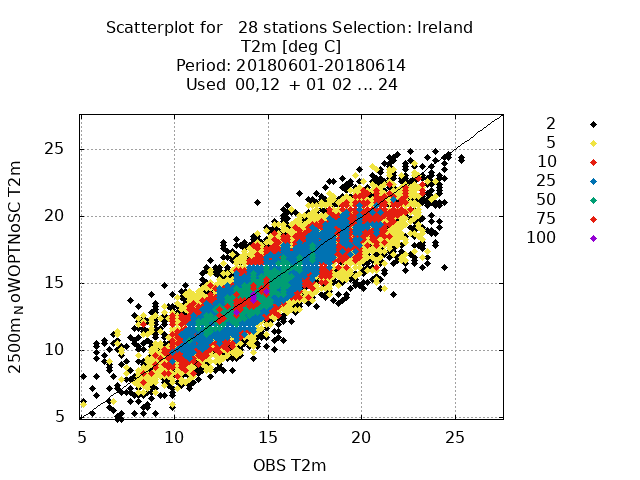 Scatterplot for 28 stations Selection: Ireland
T2m [deg C]
Period: 20180601-20180614
Used 00,12 + 01 02 ... 24
2
5
10
25
50
75
100
25
20
15
10
5
2500m_NoWOPTNoSC T2m
5 10 15 20 25
OBS T2m